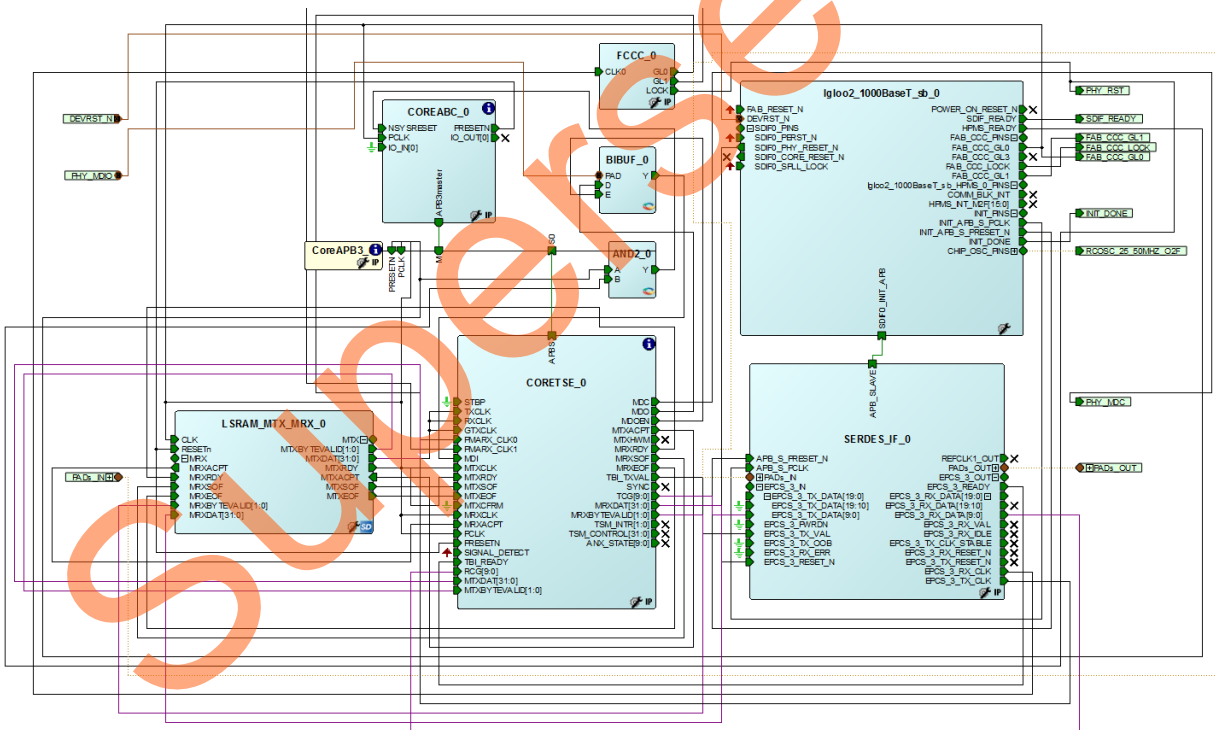 FCCC_0
CLK0
GL0
GL1
LOCK
IP
COREABC_0
NSYSRESET
PCLK
IO_IN[0]
PRESETN
IO_OUT[0]
APB3master
IP
DEVRST_N
PHY_MDIO
BIBUF_0
PAD
D
E
Y
CoreAPB3_
IP
PRESETN
PCLK
M
S0
AND2_0
A
B
Y
Igloo2_1000BaseT_sb_0
FAB_RESET_N
DEVRST_N
SDIF0_PINS
SDIF0_PERST_N
SDIF0_PHY_RESET_N
SDIF0_CORE_RESET_N
SDIF0_SPLL_LOCK
POWER_ON_RESET_N
SDIF_READY
HPMS_READY
FAB_CCC_PINS
FAB_CCC_GL0
FAB_CCC_GL3
FAB_CCC_LOCK
FAB_CCC_GL1
Igloo2_1000BaseT_sb_HPMS_0_PINS
COMM_BLK_INT
HPMS_INT_M2F[15:0]
INIT_PINS
INIT_APB_S_PCLK
INIT_APB_S_PRESET_N
INIT_DONE
CHIP_OSC_PINS
SDIF0_INIT_APB
PHY_RST
SDIF_READY
FAB_CCC_GL1
FAB_CCC_LOCK
FAB_CCC_GL0
INIT_DONE
RCOSC_25_50MHZ_O2F
PHY_MDC
PADs_OUT
CORETSE_0
APBS
STBP
TXCLK
RXCLK
GTXCLK
PMARX_CLK0
PMARX_CLK1
MDI
MTXCLK
MTXRDY
MTXSOF
MTXEOF
MTXCFRM
MRXCLK
MRXACPT
PCLK
PRESETN
SIGNAL_DETECT
TBI_READY
RCG[9:0]
MTXDAT[31:0]
MTXBYTEVALID[1:0]
MDC
MDO
MDOEN
MTXACPT
MTXHWM
MRXRDY
MRXSOF
MRXEOF
TBI_TXVAL
SYNC
TCG[9:0]
MRXDAT[31:0]
MRXBYTEVALID[1:0]
TSM_INTR[1:0]
TSM_CONTROL[31:0]
ANX_STATE[9:0]
IP
LSRAM_MTX_MRX_0
CLK
RESETn
MRX
MRXACPT
MRXRDY
MRXSOF
MRXEOF
MRXBYTEVALID[1:0]
MRXDAT[31:0]
MTX
MTXBYTEVALID[1:0]
MTXDAT[31:0]
MTXRDY
MTXACPT
MTXSOF
MTXEOF
SD
PADs_IN
SERDES_IF_0
APB_SLAVE
APB_S_PRESET_N
APB_S_PCLK
PADs_IN
EPCS_3_IN
EPCS_3_TX_DATA[19:0]
EPCS_3_TX_DATA[19:10]
EPCS_3_TX_DATA[9:0]
EPCS_3_PWRDN
EPCS_3_TX_VAL
EPCS_3_TX_OOB
EPCS_3_RX_ERR
EPCS_3_RESET_N
REFCLK1_OUT
PADs_OUT
EPCS_3_OUT
EPCS_3_READY
EPCS_3_RX_DATA[19:0]
EPCS_3_RX_DATA[19:10]
EPCS_3_RX_DATA[9:0]
EPCS_3_RX_VAL
EPCS_3_RX_IDLE
EPCS_3_TX_CLK_STABLE
EPCS_3_RX_RESET_N
EPCS_3_TX_RESET_N
EPCS_3_RX_CLK
EPCS_3_TX_CLK
IP
Superse